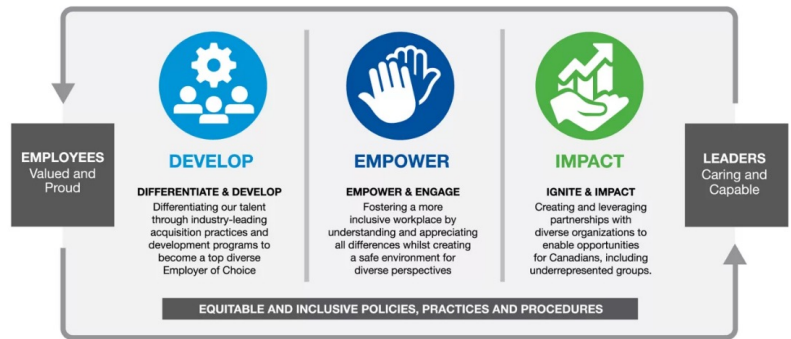 EMPLOYEES
Valued and
Proud
DEVELOP
DIFFERENTIATE & DEVELOP
Differentiating our talent
through industry-leading
acquisition practices and
development programs to
become a top diverse
Employer of Choice
EMPOWER
EMPOWER & ENGAGE
Fostering a more
inclusive workplace by
understanding and appreciating
all differences whilst creating
a safe environment for
diverse perspectives
IMPACT
IGNITE & IMPACT
Creating and leveraging
partnerships with
diverse organizations to
enable opportunities
for Canadians, including
underrepresented groups.
LEADERS
Caring and
Capable
EQUITABLE AND INCLUSIVE POLICIES, PRACTICES AND PROCEDURES